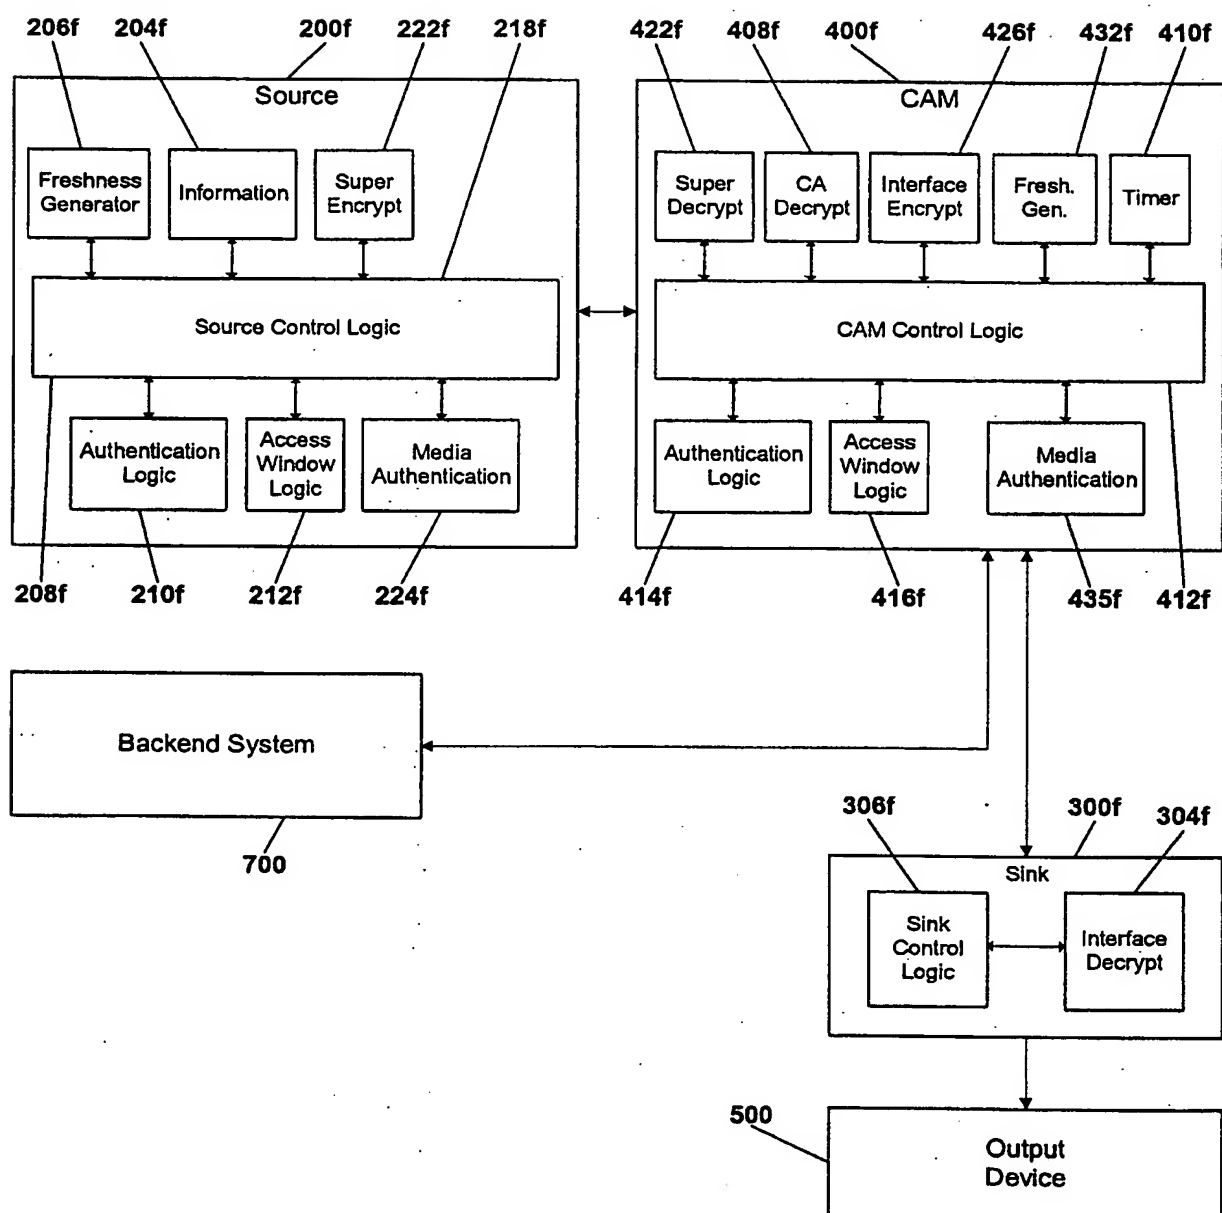 206f 204f 200f 222f 218f 422f 408f 400f 426f 432f 410f
Source
CAM
Freshness
Generator
Information
Super
Encrypt
Super
Decrypt
CA
Decrypt
Interface
Encrypt
Fresh.
Gen.
Timer
Source Control Logic
CAM Control Logic
Authentication
Logic
Access
Window
Logic
Media
Authentication
Authentication
Logic
Access
Window
Logic
Media
Authentication
208f 210f 212f 224f 414f 416f 435f 412f
Backend System
700
306f 300f 304f
Sink
Sink
Control
Logic
Interface
Decrypt
500
Output
Device